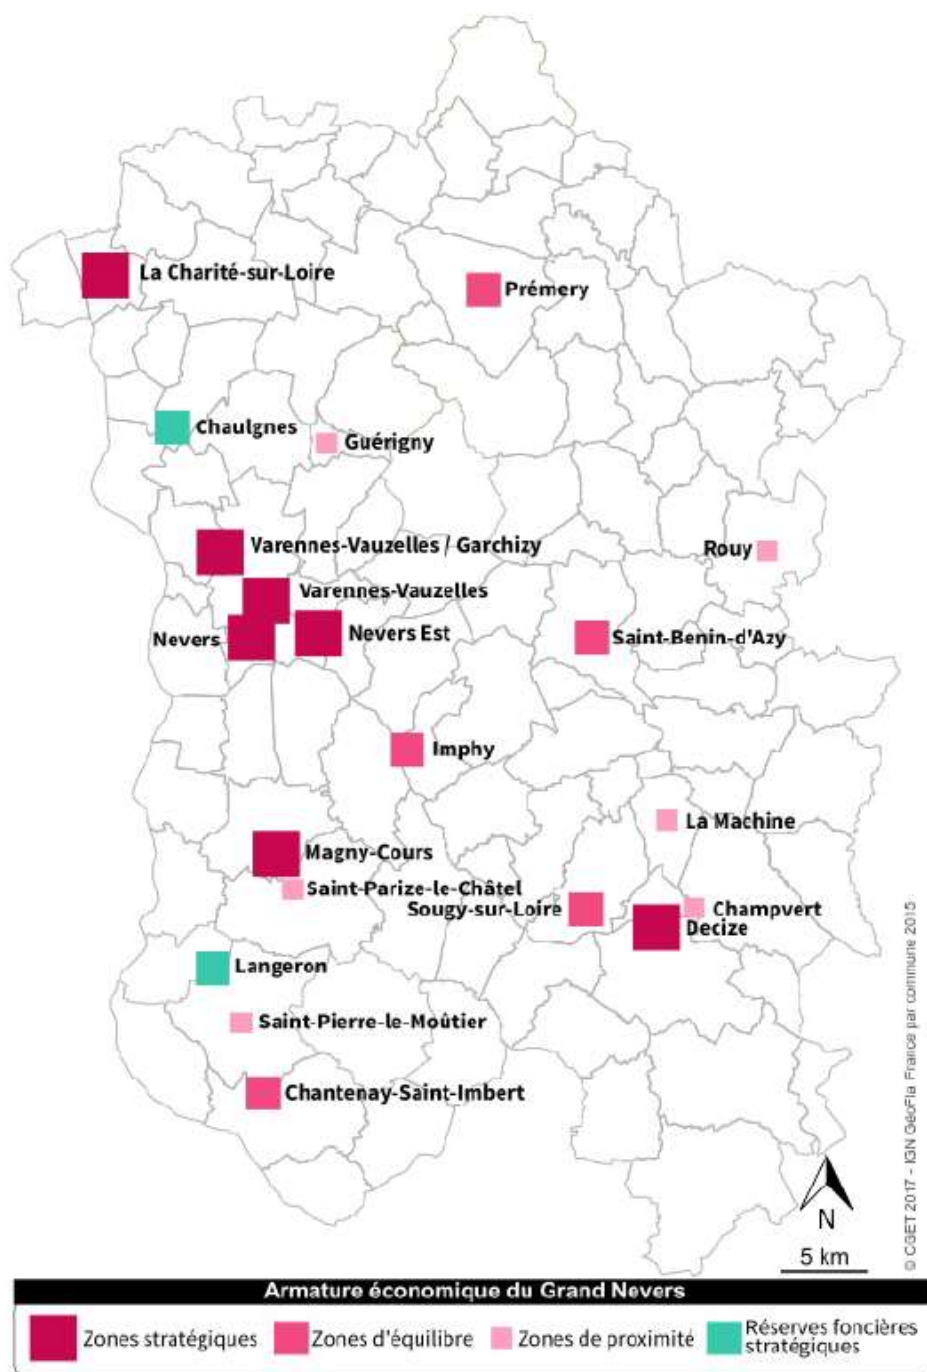 La Charité-sur-Loire
Prémery
Chaulgnes
Guérigny
Varennes-Vauzelles / Garchizy
Rouy
Varennes-Vauzelles
Nevers
Nevers Est
Saint-Benin-d'Azy
Imphy
La Machine
Magny-Cours
Saint-Parize-le-Châtel
Sougy-sur-Loire
Champvert
Decize
Langeron
Saint-Pierre-le-Moûtier
Chantenay-Saint-Imbert
© CGET 2017 - IGN GéoFla France par commune 2015
N
5 km
Armature économique du Grand Nevers
Zones stratégiques
Zones d'équilibre
Zones de proximité
Réserves foncières
stratégiques